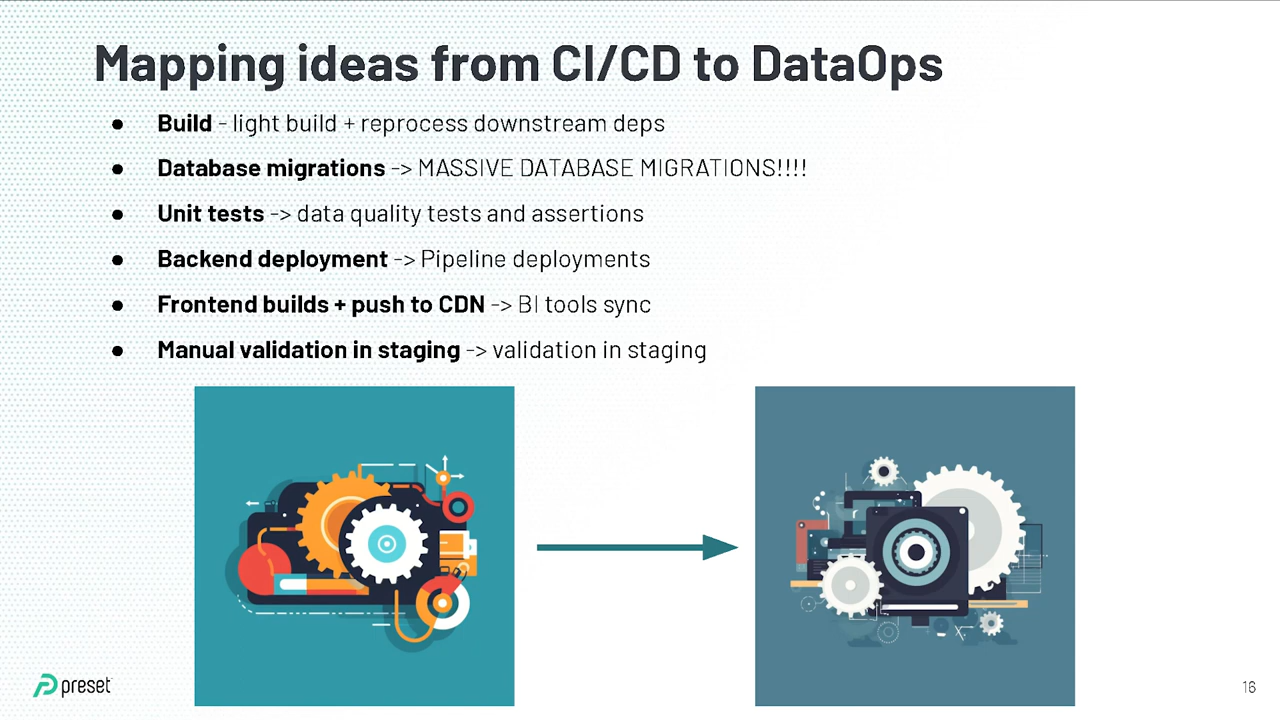 Mapping ideas from CI/CD to DataOps
● Build - light build + reprocess downstream deps
● Database migrations -> MASSIVE DATABASE MIGRATIONS!!!!
● Unit tests -> data quality tests and assertions
● Backend deployment -> Pipeline deployments
● Frontend builds + push to CDN -> BI tools sync
● Manual validation in staging -> validation in staging
preset
16